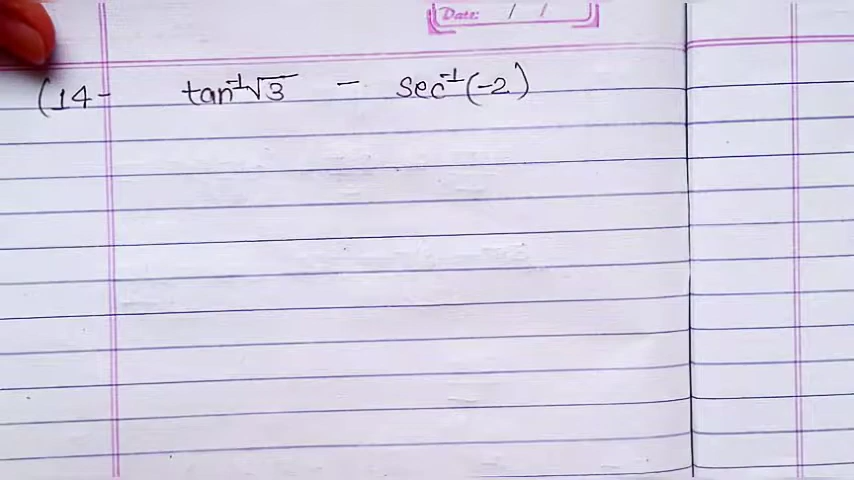 Date: / /
(14- tan⁻¹√3 - sec⁻¹(-2)